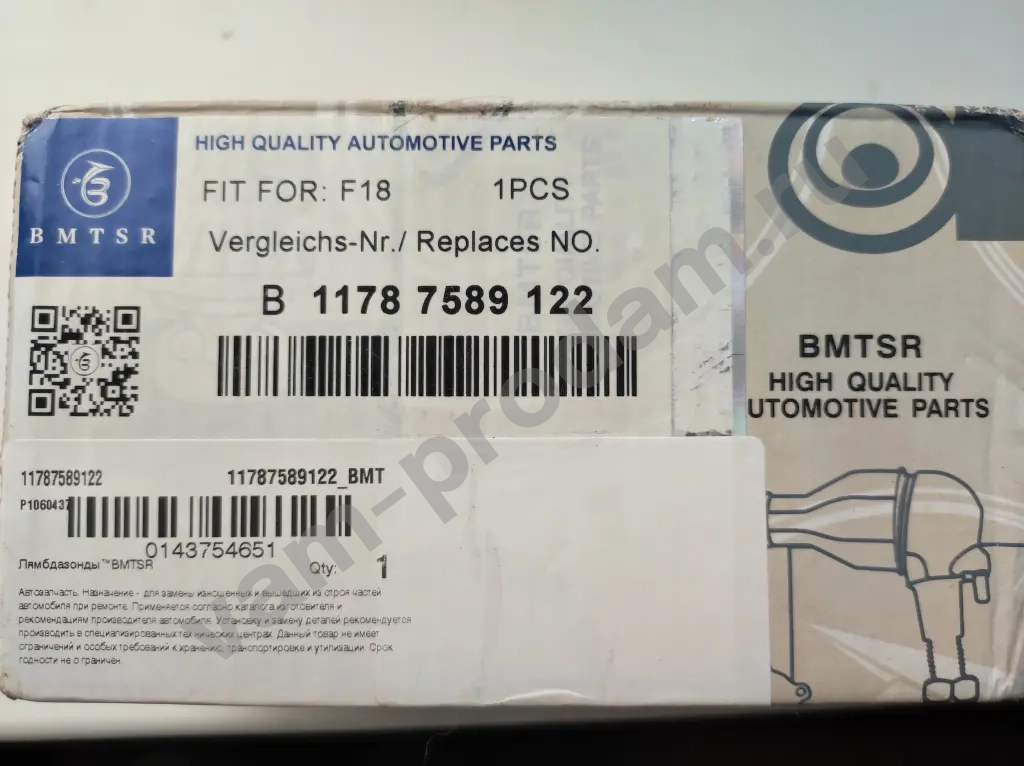 HIGH QUALITY AUTOMOTIVE PARTS
FIT FOR: F18 1PCS
Vergleichs-Nr./ Replaces NO.
BMTSR
B 1178 7589 122
BMTSR
HIGH QUALITY
UTOMOTIVE PARTS
11787589122 11787589122_BMT
P1060437
0143754651
Лямбдазонды™BMTSR Qty: 1
Автозапчасть. Назначение - для замены изношенных и вышедших из строя частей
автомобиля при ремонте. Применяется согласно каталога изготовителя и
рекомендациям производителя автомобиля. Установку и замену деталей рекомендуется
производить в специализированных технических центрах. Данный товар не имеет
ограничений и особых требований к хранению, транспортировке и утилизации. Срок
годности не ограничен.
vam-prodam.ru